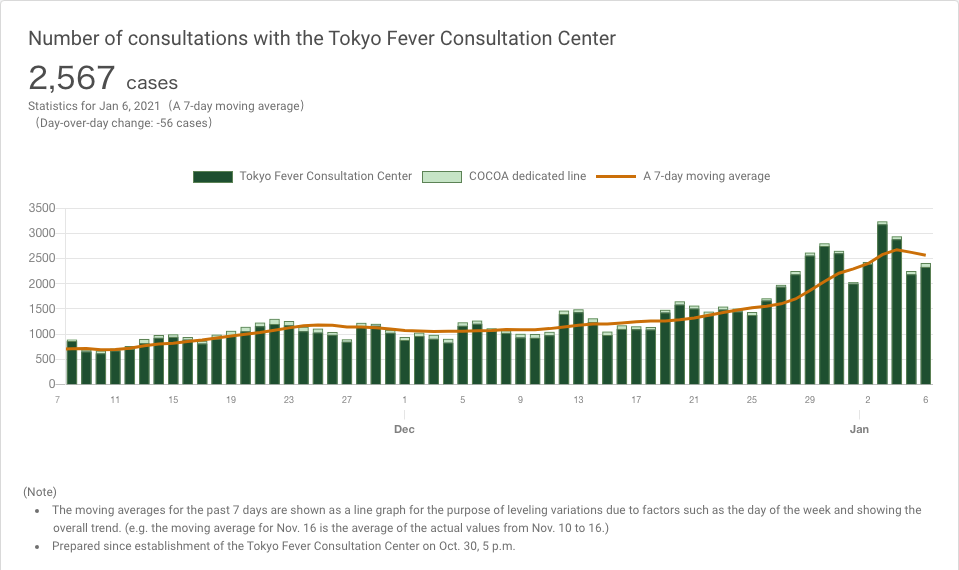 Number of consultations with the Tokyo Fever Consultation Center
2,567 cases
Statistics for Jan 6, 2021 （A 7-day moving average）
（Day-over-day change: -56 cases）
Tokyo Fever Consultation Center COCOA dedicated line A 7-day moving average
3500
3000
2500
2000
1500
1000
500
0
7 11 15 19 23 27 1 5 9 13 17 21 25 29 2 6
Dec Jan
(Note)
• The moving averages for the past 7 days are shown as a line graph for the purpose of leveling variations due to factors such as the day of the week and showing the
overall trend. (e.g. the moving average for Nov. 16 is the average of the actual values from Nov. 10 to 16.)
• Prepared since establishment of the Tokyo Fever Consultation Center on Oct. 30, 5 p.m.